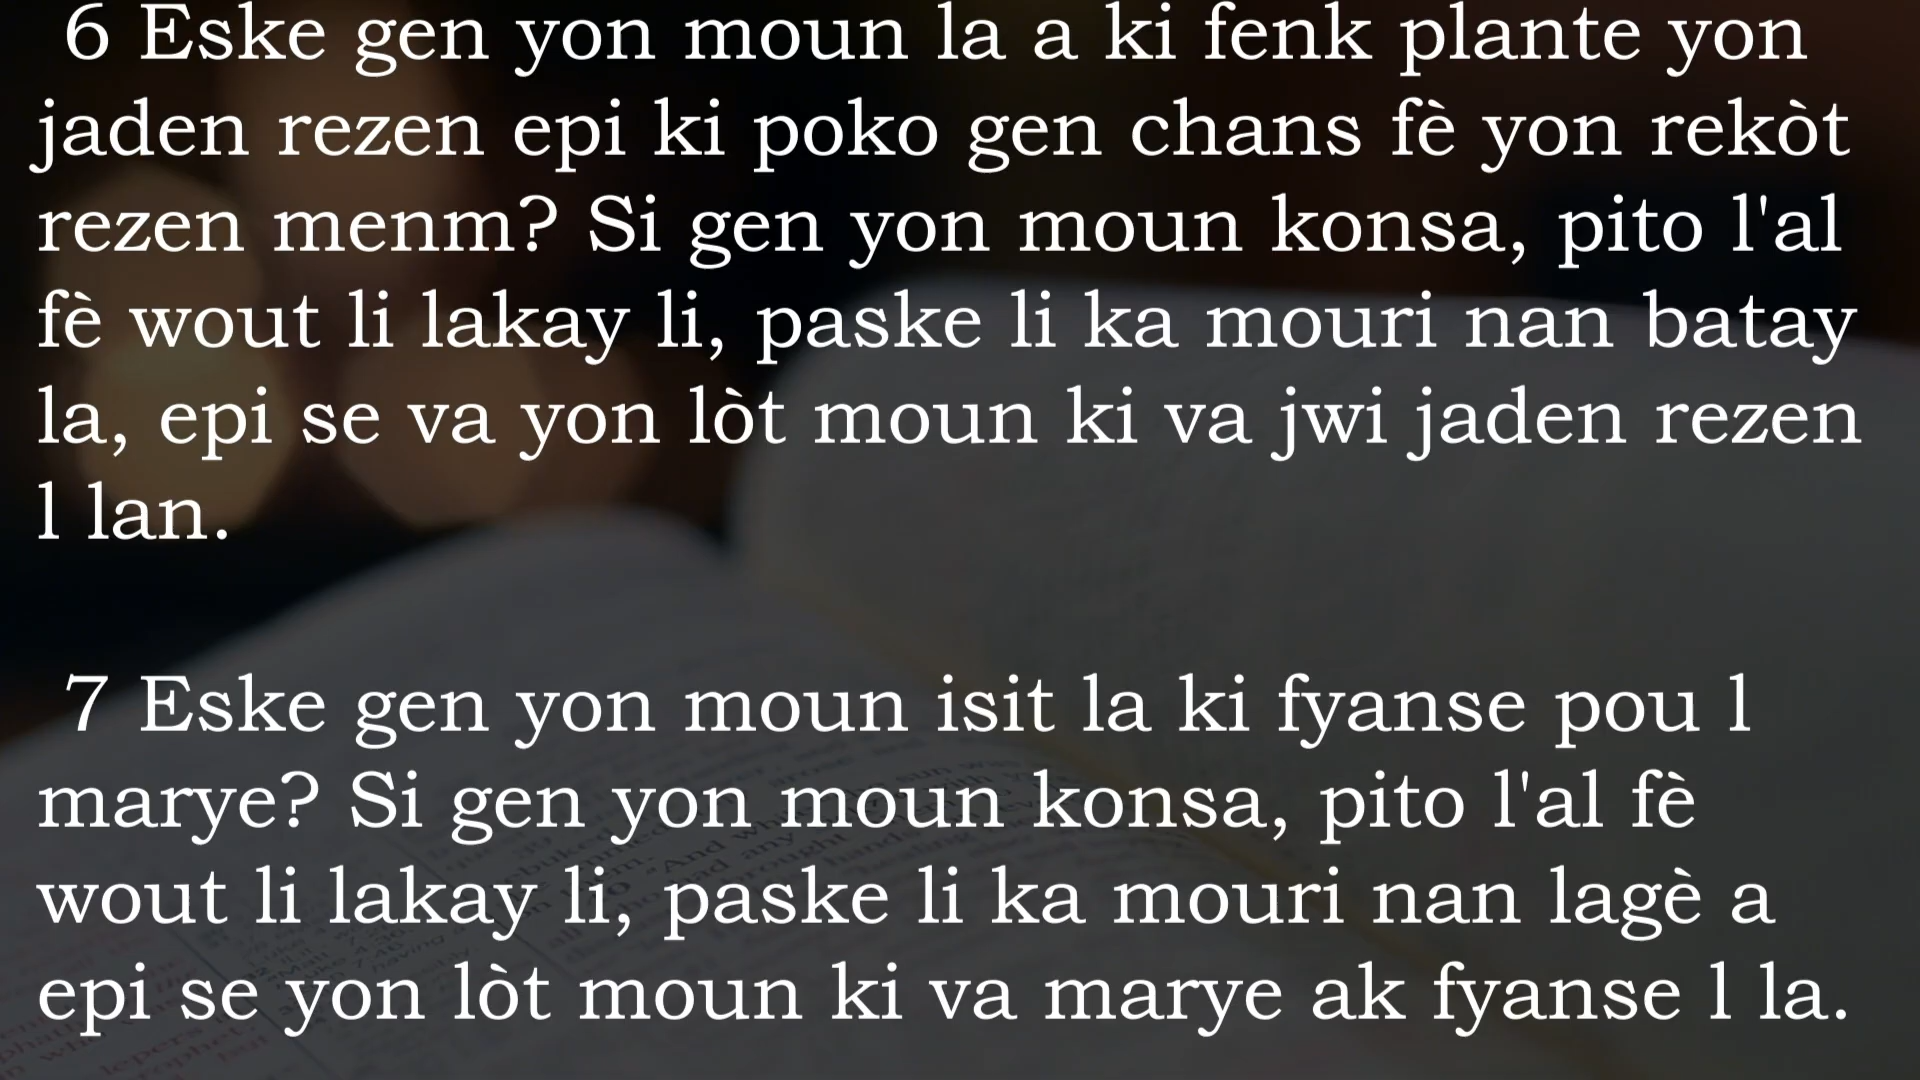 6 Eske gen yon moun la a ki fenk plante yon
jaden rezen epi ki poko gen chans fè yon rekòt
rezen menm? Si gen yon moun konsa, pito l'al
fè wout li lakay li, paske li ka mouri nan batay
la, epi se va yon lòt moun ki va jwi jaden rezen
l lan.
7 Eske gen yon moun isit la ki fyanse pou l
marye? Si gen yon moun konsa, pito l'al fè
wout li lakay li, paske li ka mouri nan lagè a
epi se yon lòt moun ki va marye ak fyanse l la.